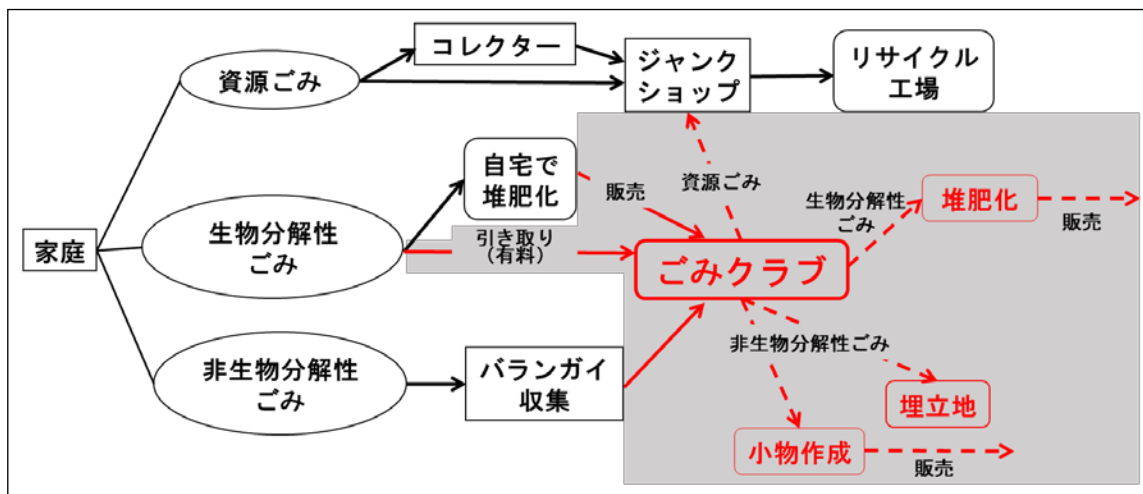 コレクター
資源ごみ
ジャンク
ショップ
リサイクル
工場
自宅で
堆肥化
販売
資源ごみ
生物分解性
ごみ
堆肥化
販売
家庭
生物分解性
ごみ
引き取り
（有料）
ごみクラブ
非生物分解性ごみ
非生物分解性
ごみ
バランガイ
収集
埋立地
小物作成
販売